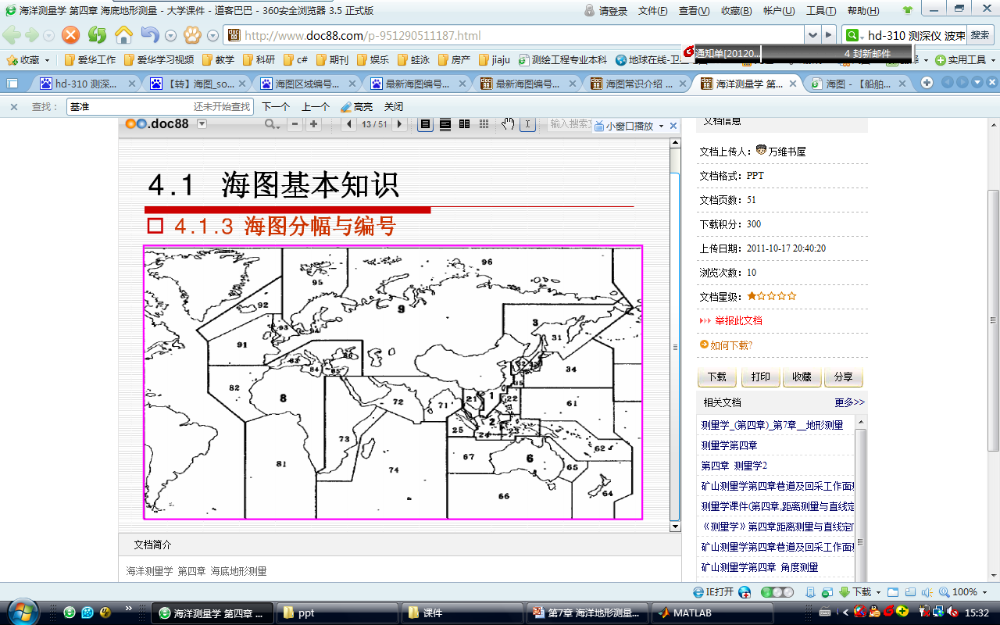 海洋测量学 第四章 海底地形测量 - 大学课件 - 道客巴巴 - 360安全浏览器 3.5 正式版
请登录 文件(F) 查看(V) 收藏(B) 帐户(U) 工具(T) 帮助(H)
http://www.doc88.com/p-951290511187.html
hd-310 测深仪 波束 搜索
收藏 爱华工作 爱华学习视频 教学 科研 c# 期刊 娱乐 蛙泳 房产 jiaju 测绘工程专业本科 地球在线-卫 实用工具
通知单[20120... 4 封新邮件
hd-310 测深... 【转】海图_so... 海图区域编号... 最新海图编号... 最新海图编号... 海图常识介绍 ... 海洋测量学 第... 海图 - 【船舶...
查找： 基准 还未开始查找 下一个 上一个 高亮 关闭
.doc88 13 / 51 输入搜索 小窗口播放
4.1 海图基本知识
4.1.3 海图分幅与编号
96
95
92
9
93
94
3
31
91
83
84
85
32
33
34
82
35
8
72
71
21
1
22
61
2
25
24
23
73
62
67
6
81
74
65
66
64
文档简介
海洋测量学 第四章 海底地形测量
文档信息
文档上传人： 万维书屋
文档格式：PPT
文档页数：51
下载积分：300
上传日期：2011-10-17 20:40:20
浏览次数：10
文档星级：
举报此文档
如何下载?
下载 打印 收藏 分享
相关文档 更多>>
测量学_(第四章)_第7章__地形测量
测量学第四章
第四章 测量学2
矿山测量学第四章巷道及回采工作面
测量学课件(第四章,距离测量与直线定
《测量学》第四章距离测量与直线定
矿山测量学第四章巷道及回采工作面
矿山测量学第四章 角度测量
IE打开 下载 100%
海洋测量学 第四章 ... ppt 课件 第7章 海洋地形测量... MATLAB 15:32